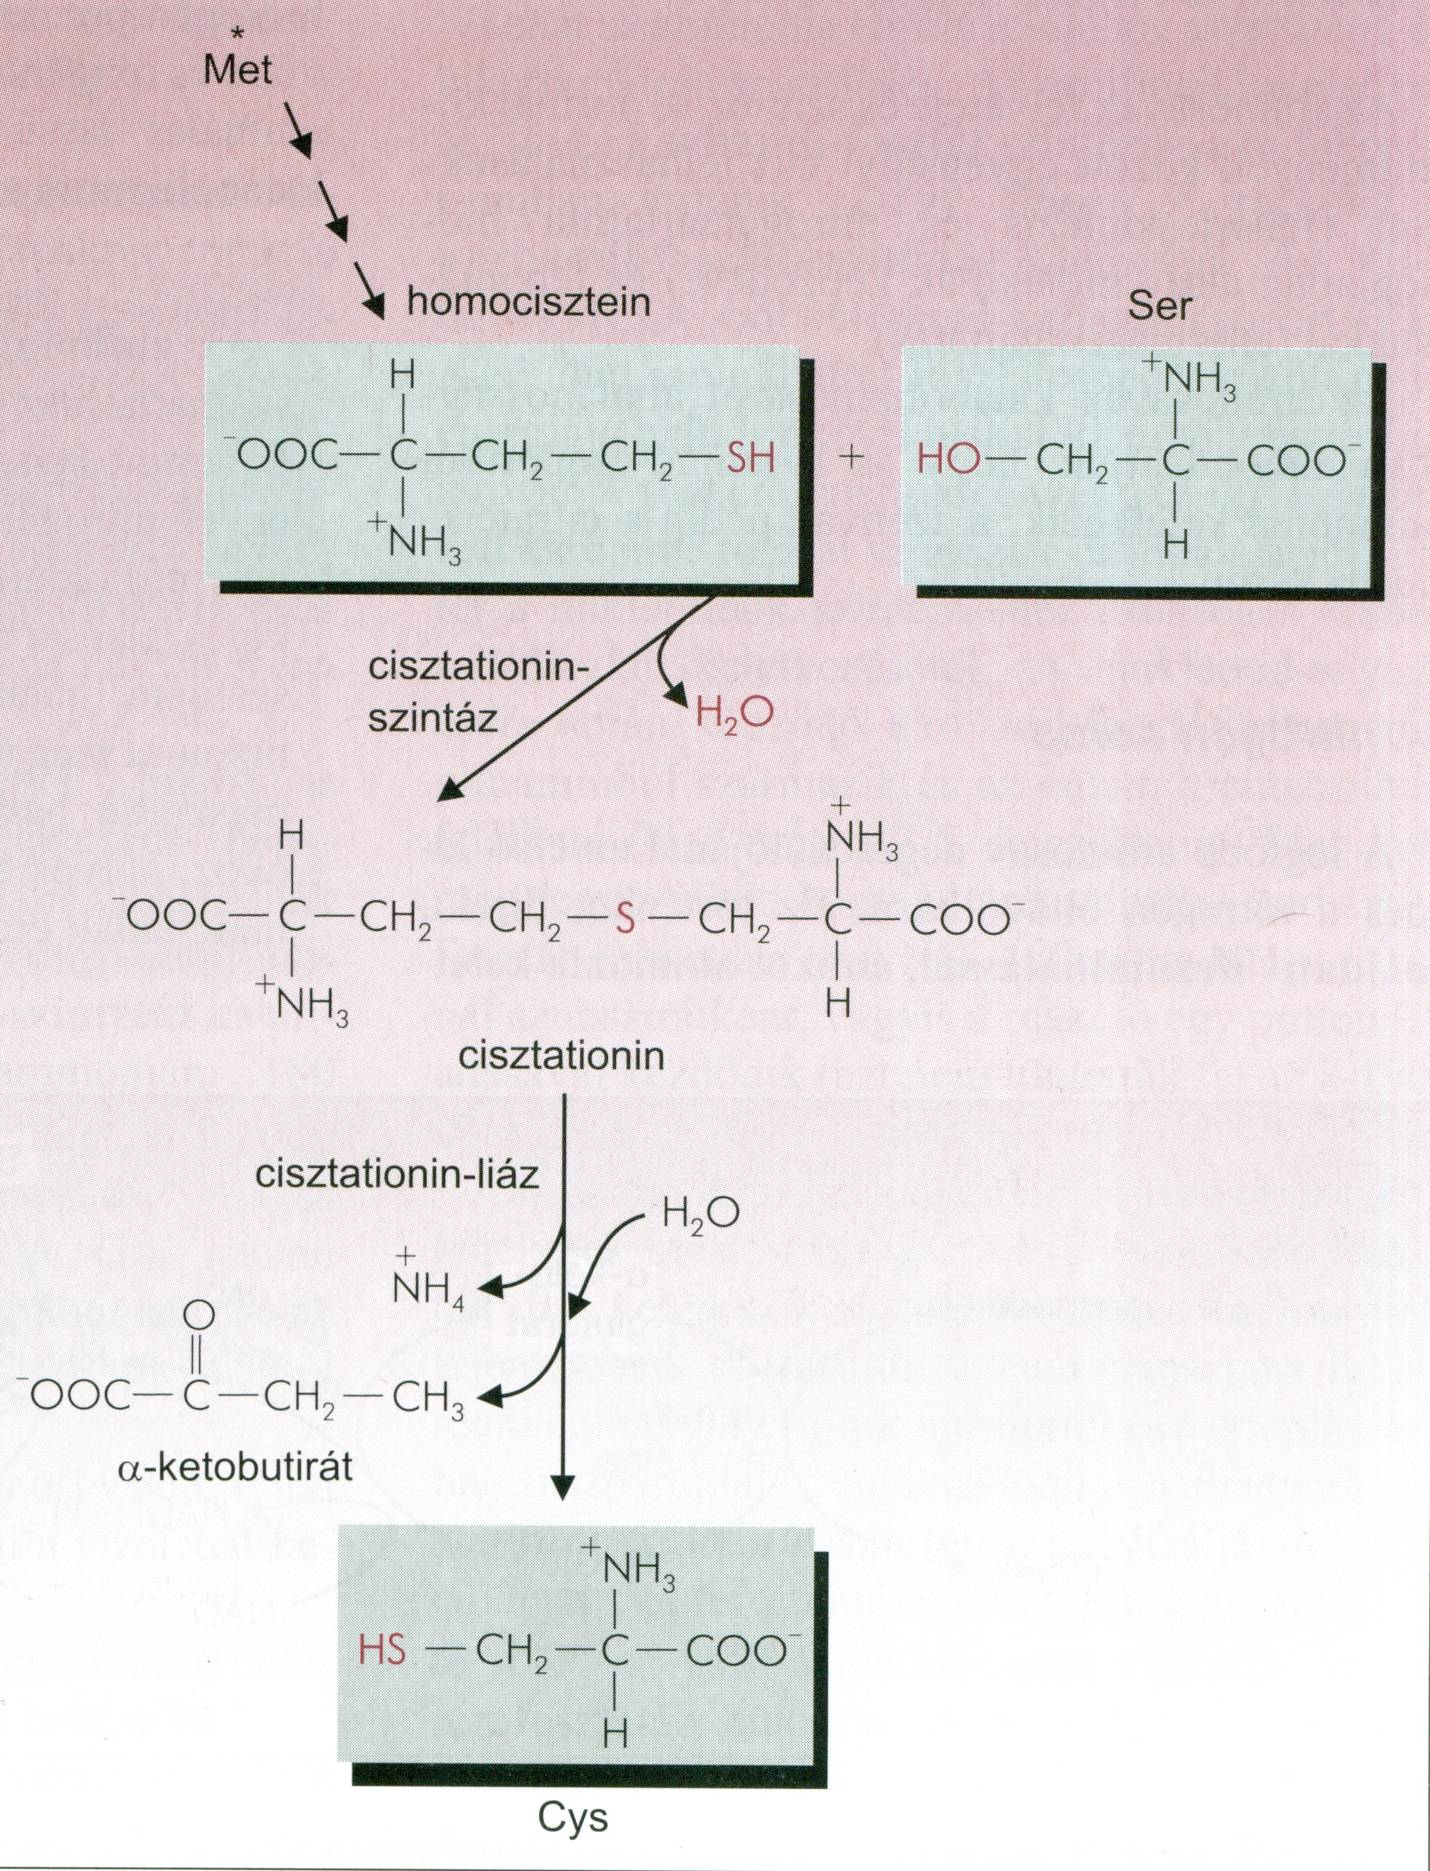 *
Met
homocisztein
Ser
H
⁻OOC—C—CH₂—CH₂—SH + HO—CH₂—C—COO⁻
⁺NH₃
⁺NH₃
H
cisztationin-
szintáz
H₂O
H
⁺NH₃
⁻OOC—C—CH₂—CH₂—S—CH₂—C—COO⁻
⁺NH₃
H
cisztationin
cisztationin-liáz
H₂O
⁺NH₄
O
⁻OOC—C—CH₂—CH₃
α-ketobutirát
⁺NH₃
HS—CH₂—C—COO⁻
H
Cys